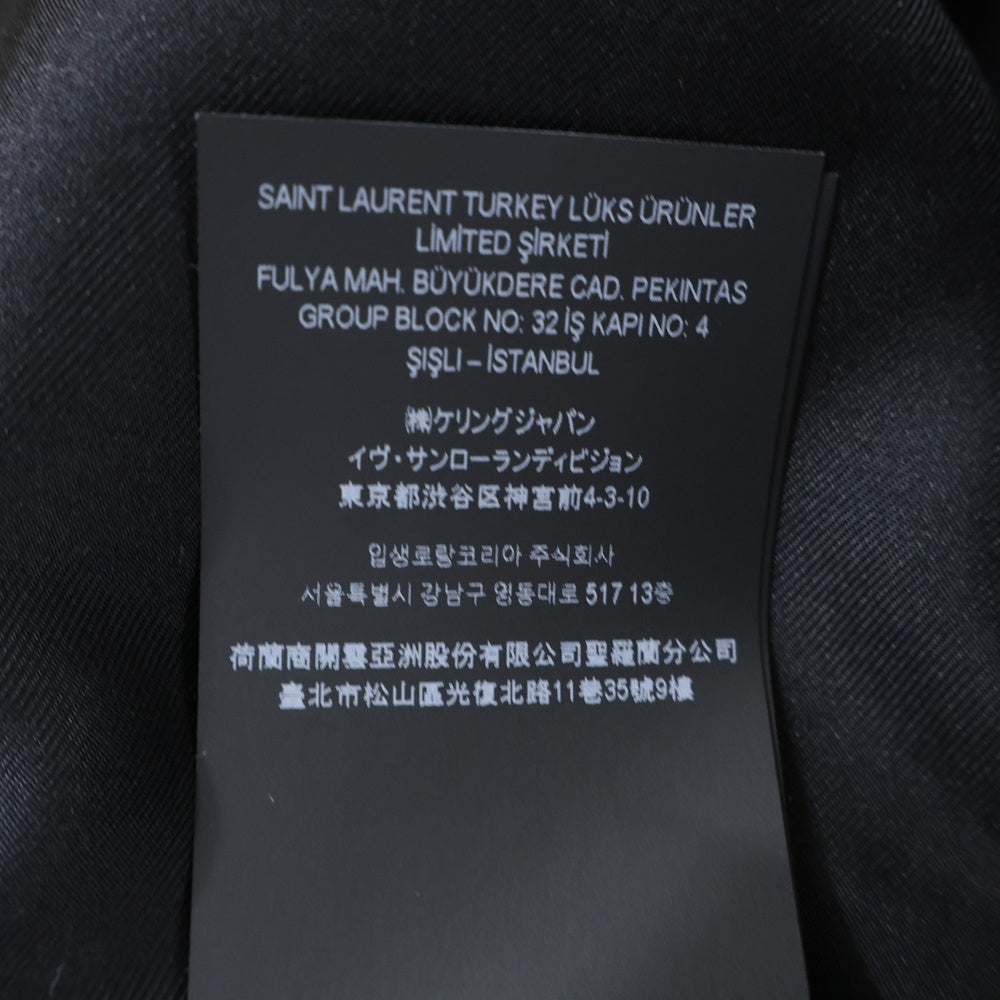 SAINT LAURENT TURKEY LÜKS ÜRÜNLER
LİMİTED ŞİRKETİ
FULYA MAH. BÜYÜKDERE CAD. PEKINTAS
GROUP BLOCK NO: 32 İŞ KAPI NO: 4
ŞIŞLI – İSTANBUL
㈱ケリングジャパン
イヴ・サンローランディビジョン
東京都渋谷区神宮前4-3-10
입생로랑코리아 주식회사
서울특별시 강남구 영동대로 517 13층
荷蘭商開雲亞洲股份有限公司聖羅蘭分公司
臺北市松山區光復北路11巷35號9樓